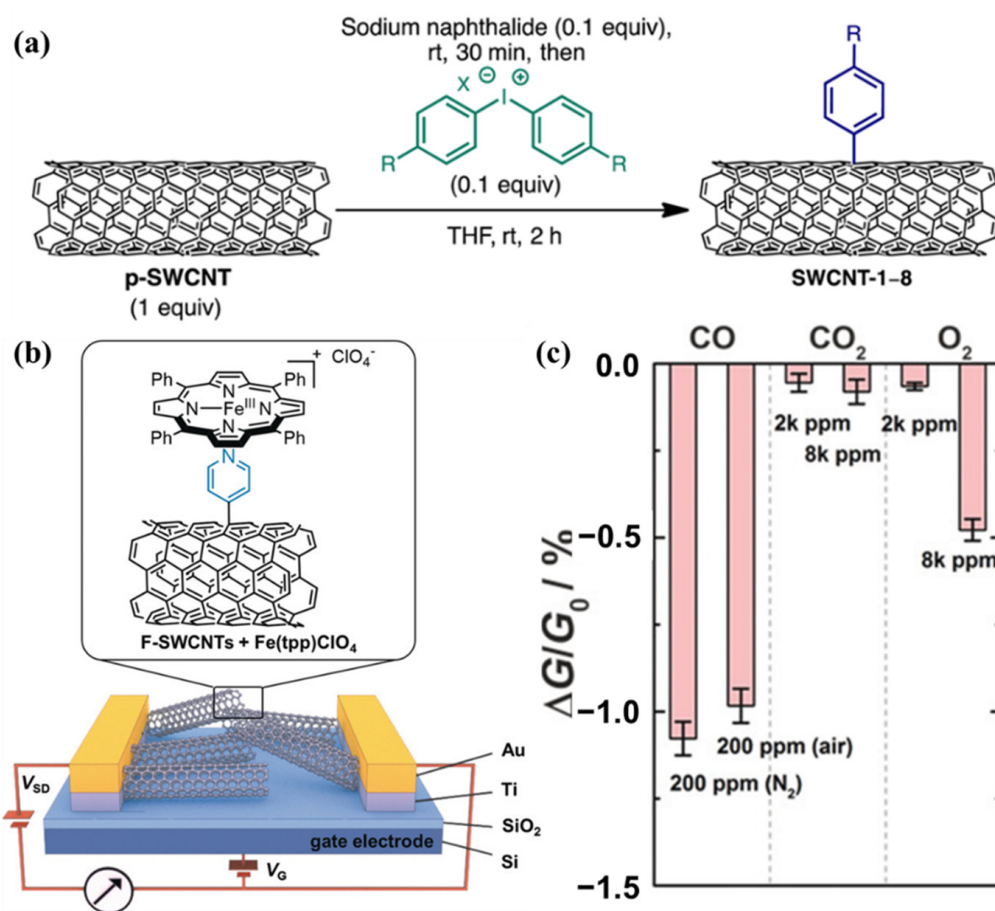 (a)
Sodium naphthalide (0.1 equiv),
rt, 30 min, then
X ⊖ ⊕
I
R R
(0.1 equiv)
THF, rt, 2 h
p-SWCNT
(1 equiv)
R
SWCNT-1–8
(b)
+ ClO₄⁻
Ph Ph
N
N Feᴵᴵᴵ N
N
Ph Ph
N
F-SWCNTs + Fe(tpp)ClO₄
V_SD
Au
Ti
SiO₂
gate electrode
Si
V_G
(c)
CO CO₂ O₂
0.0
−0.5
−1.0
−1.5
ΔG/G₀ / %
2k ppm
8k ppm
2k ppm
8k ppm
200 ppm (air)
200 ppm (N₂)